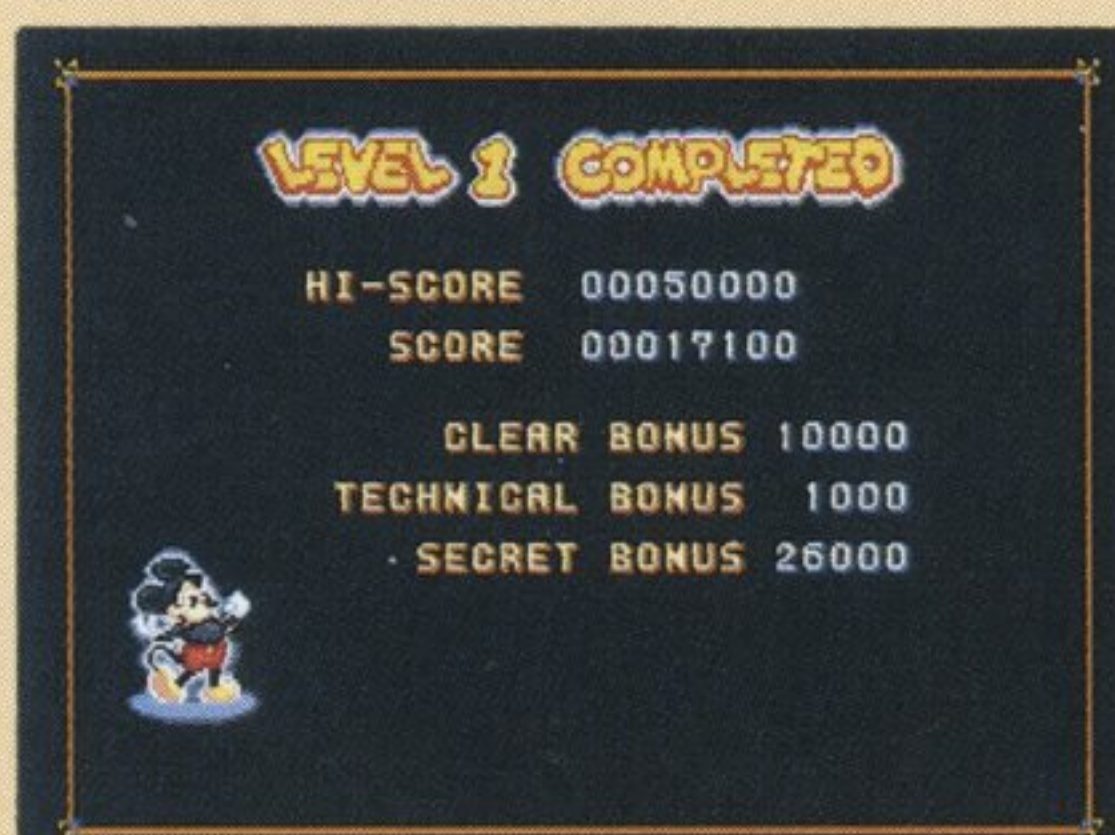 LEVEL 1 COMPLETED
HI-SCORE 00050000
SCORE 00017100
CLEAR BONUS 10000
TECHNICAL BONUS 1000
SECRET BONUS 26000